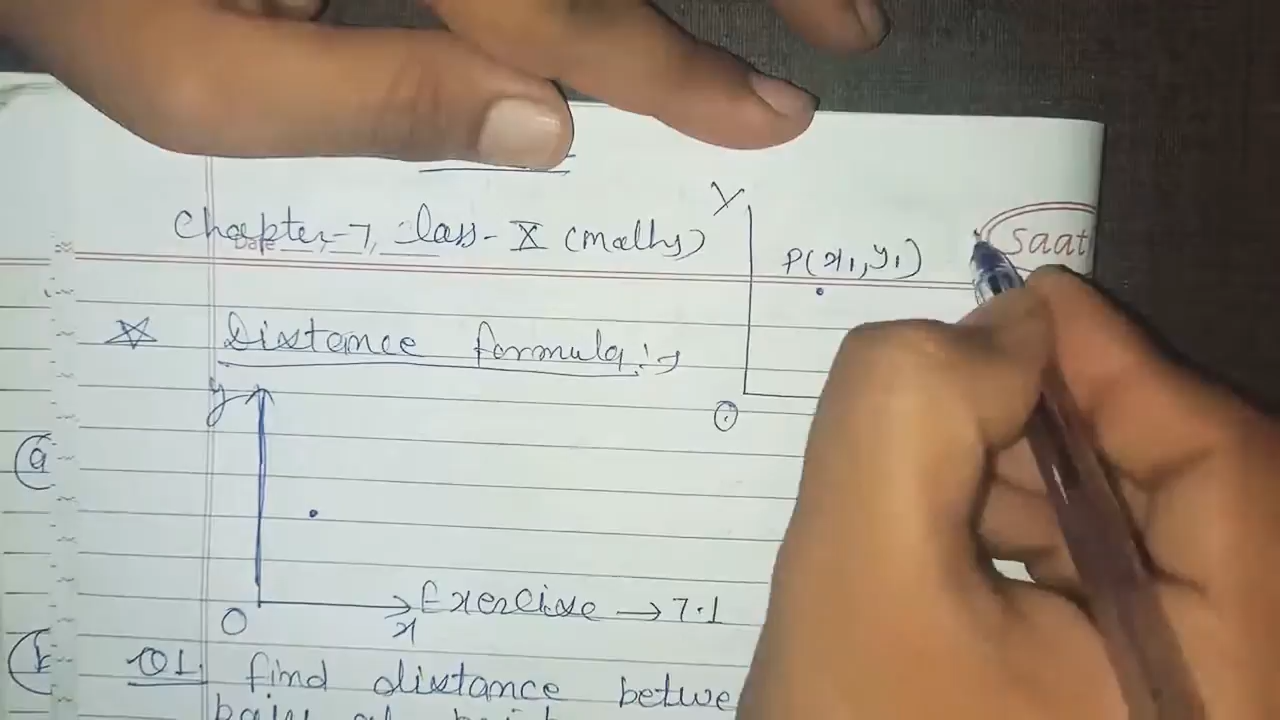 Y
Chapter-7, Class-X (maths)
saat
P(x1,y1)
☆ Distance formula:→
y
O
(a)
Exercise → 7.1
O
x
Q1 find distance betwe